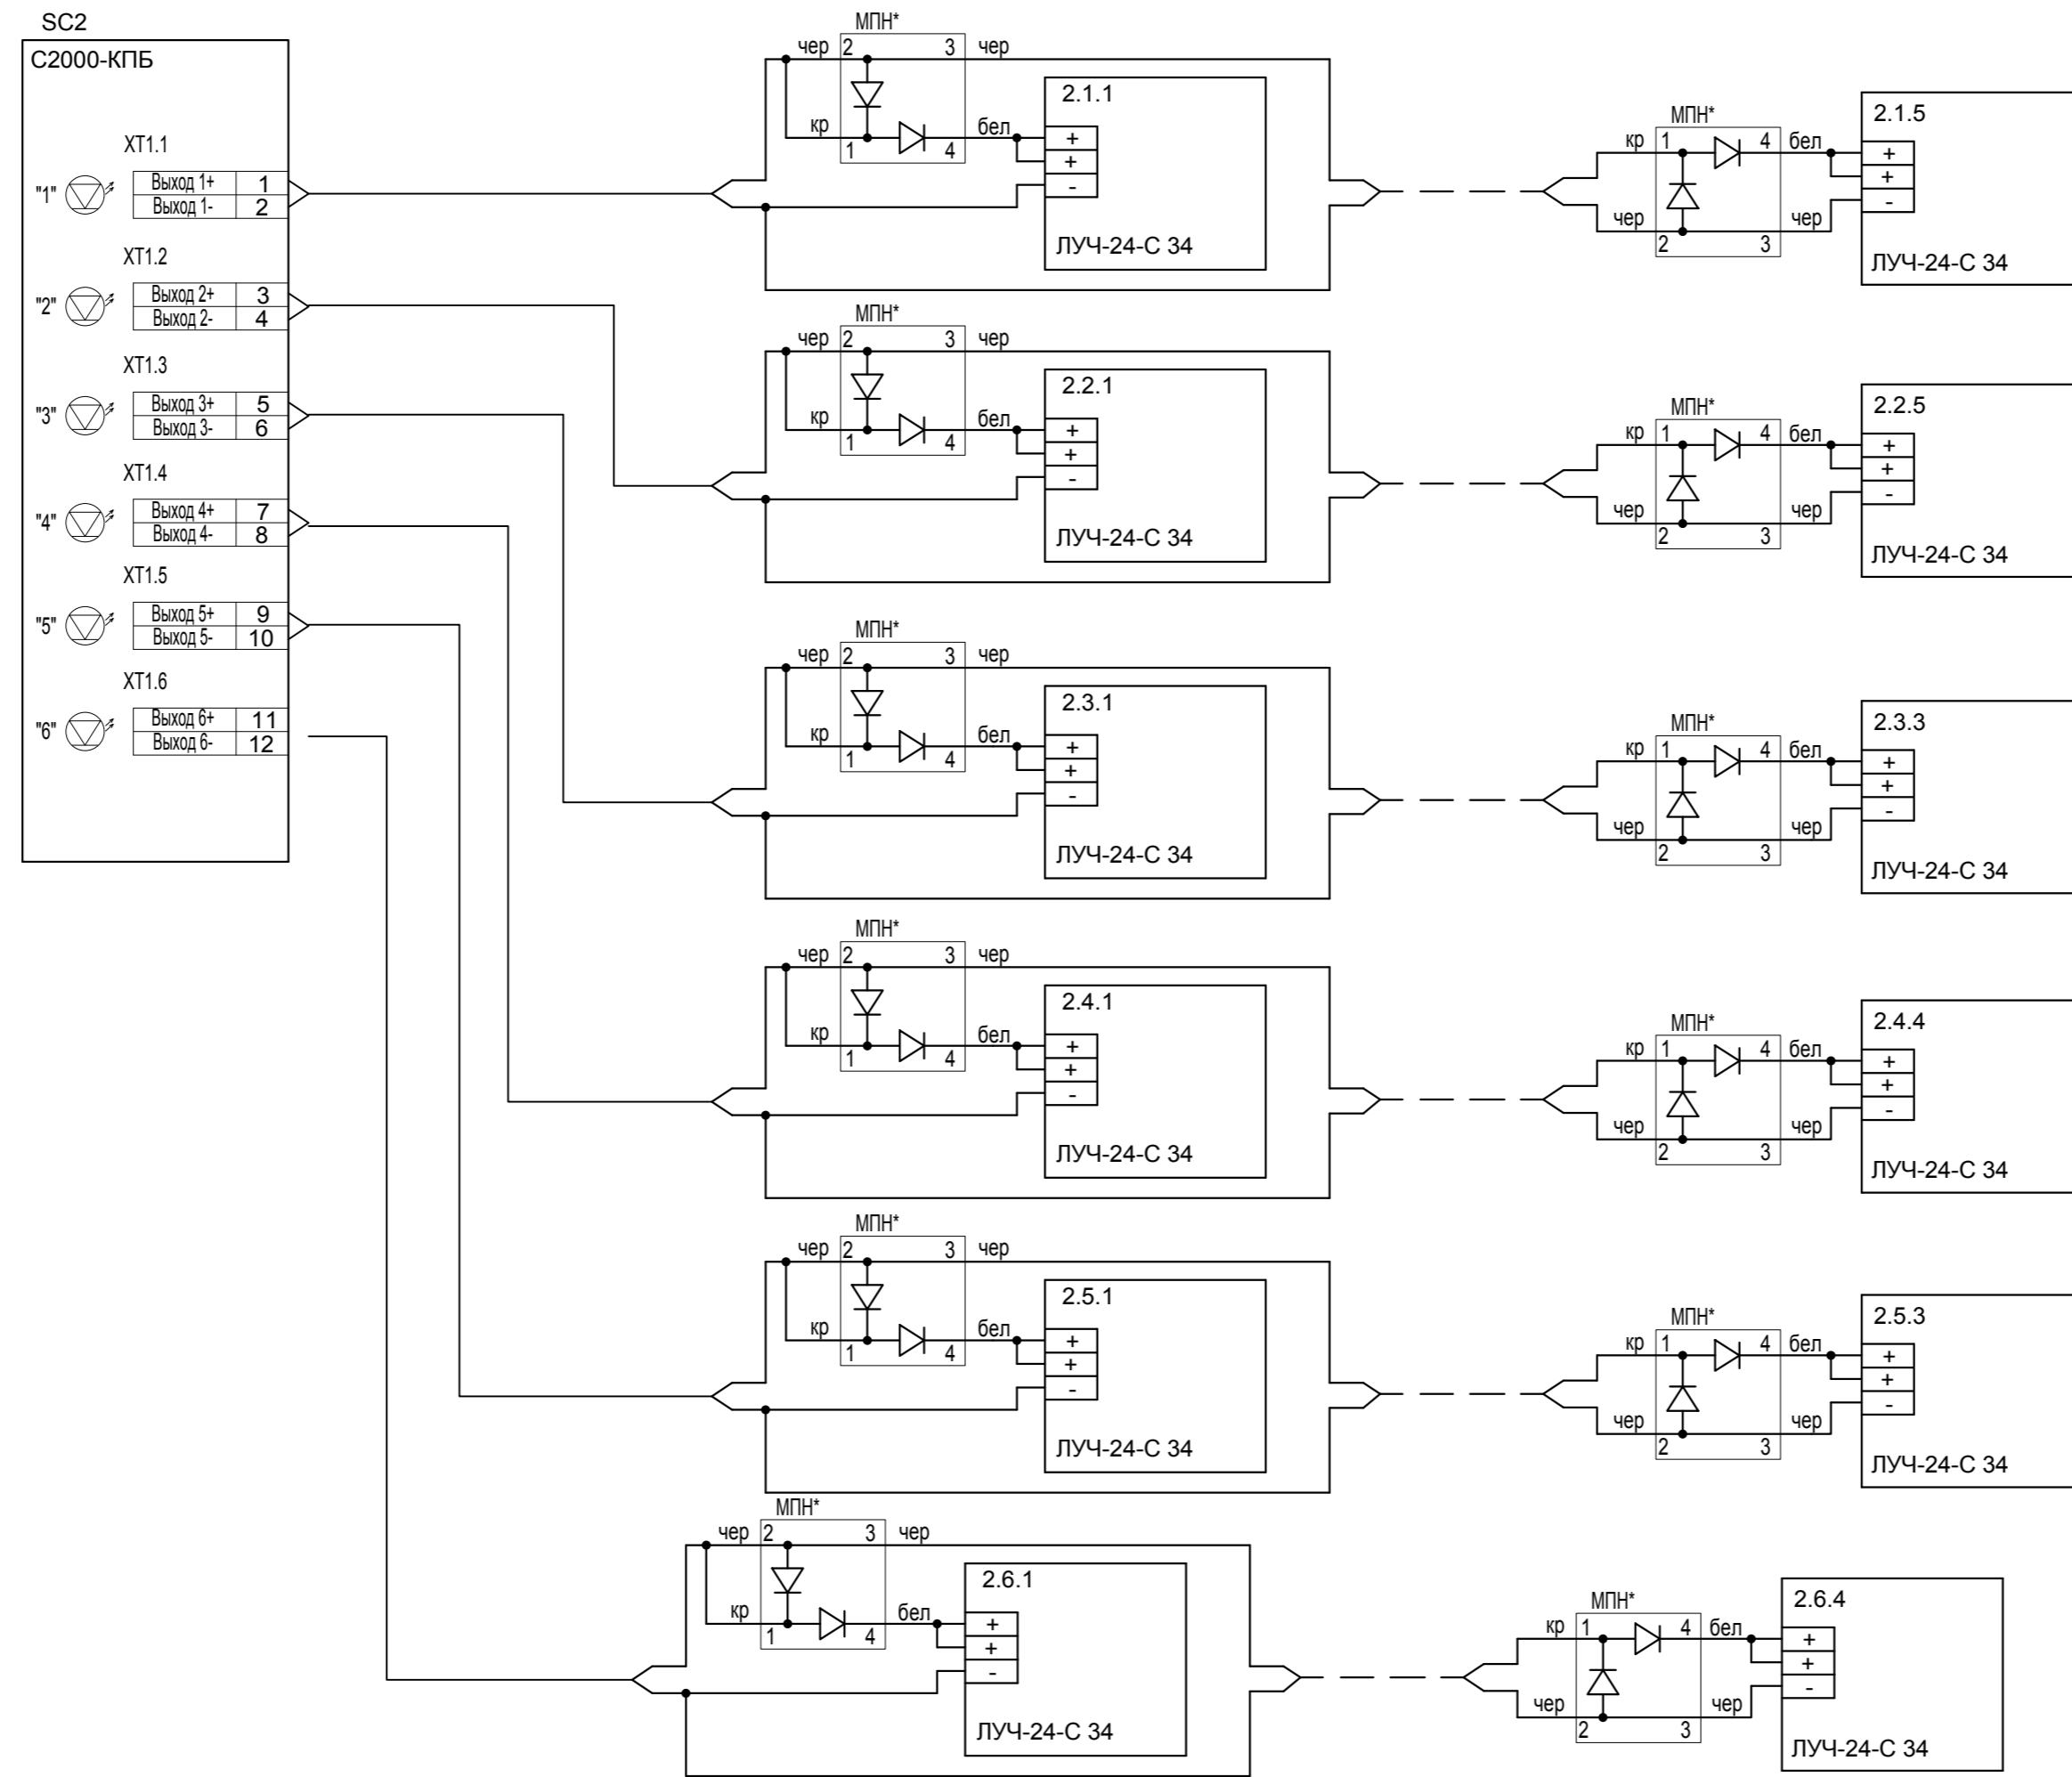 SC2
С2000-КПБ
XT1.1
"1"
Выход 1+ 1
Выход 1- 2
XT1.2
"2"
Выход 2+ 3
Выход 2- 4
XT1.3
"3"
Выход 3+ 5
Выход 3- 6
XT1.4
"4"
Выход 4+ 7
Выход 4- 8
XT1.5
"5"
Выход 5+ 9
Выход 5- 10
XT1.6
"6"
Выход 6+ 11
Выход 6- 12
МПН*
чер 2 3 чер
кр 1 4 бел
2.1.1
+
+
-
ЛУЧ-24-С 34
МПН*
кр 1 4 бел
чер 2 3 чер
2.1.5
+
+
-
ЛУЧ-24-С 34
МПН*
чер 2 3 чер
кр 1 4 бел
2.2.1
+
+
-
ЛУЧ-24-С 34
МПН*
кр 1 4 бел
чер 2 3 чер
2.2.5
+
+
-
ЛУЧ-24-С 34
МПН*
чер 2 3 чер
кр 1 4 бел
2.3.1
+
+
-
ЛУЧ-24-С 34
МПН*
кр 1 4 бел
чер 2 3 чер
2.3.3
+
+
-
ЛУЧ-24-С 34
МПН*
чер 2 3 чер
кр 1 4 бел
2.4.1
+
+
-
ЛУЧ-24-С 34
МПН*
кр 1 4 бел
чер 2 3 чер
2.4.4
+
+
-
ЛУЧ-24-С 34
МПН*
чер 2 3 чер
кр 1 4 бел
2.5.1
+
+
-
ЛУЧ-24-С 34
МПН*
кр 1 4 бел
чер 2 3 чер
2.5.3
+
+
-
ЛУЧ-24-С 34
МПН*
чер 2 3 чер
кр 1 4 бел
2.6.1
+
+
-
ЛУЧ-24-С 34
МПН*
кр 1 4 бел
чер 2 3 чер
2.6.4
+
+
-
ЛУЧ-24-С 34